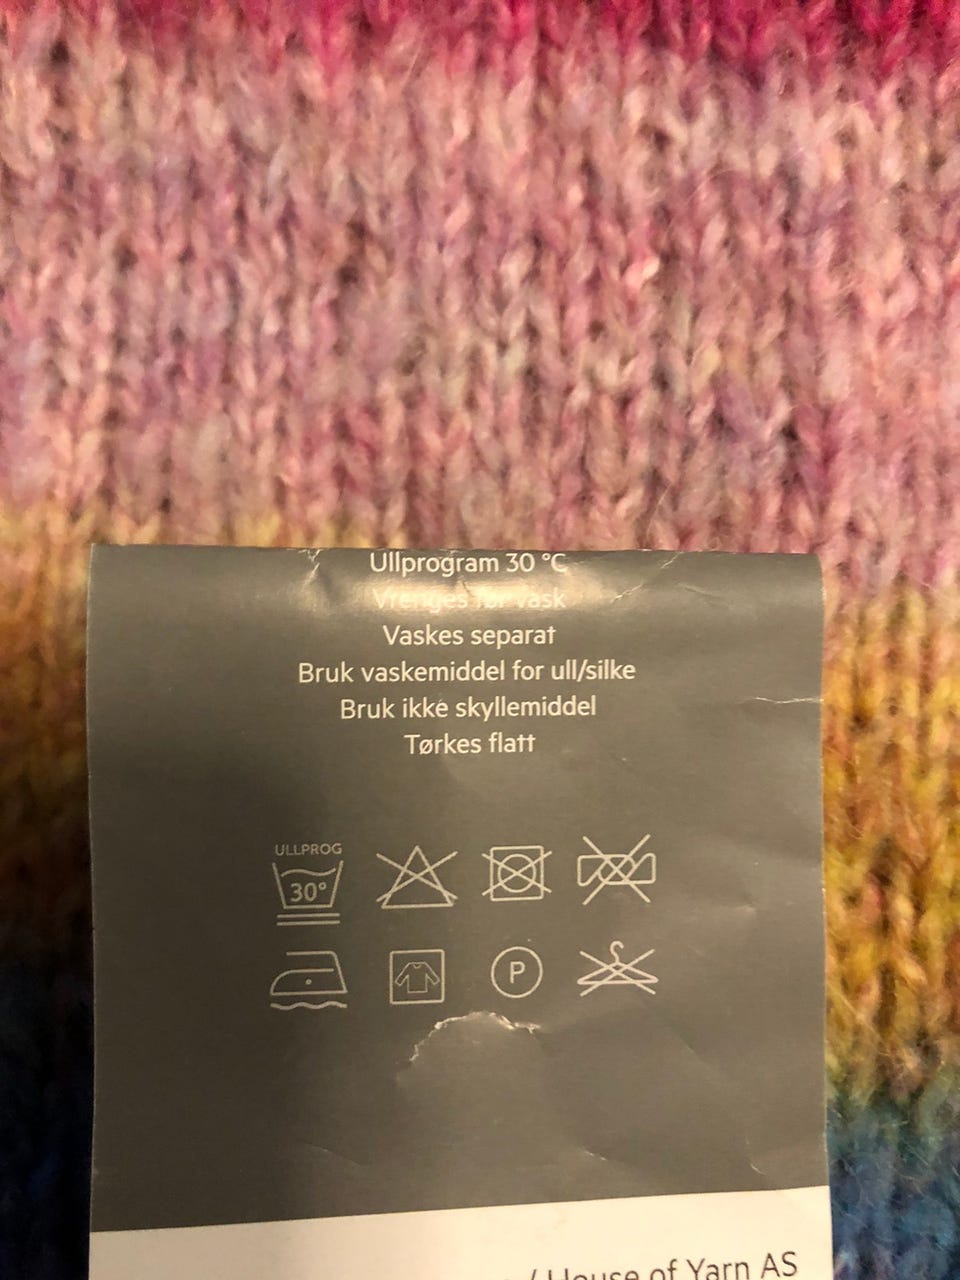 Ullprogram 30 °C
Vrenges før vask
Vaskes separat
Bruk vaskemiddel for ull/silke
Bruk ikke skyllemiddel
Tørkes flatt
ULLPROG
30°
P
/ House of Yarn AS